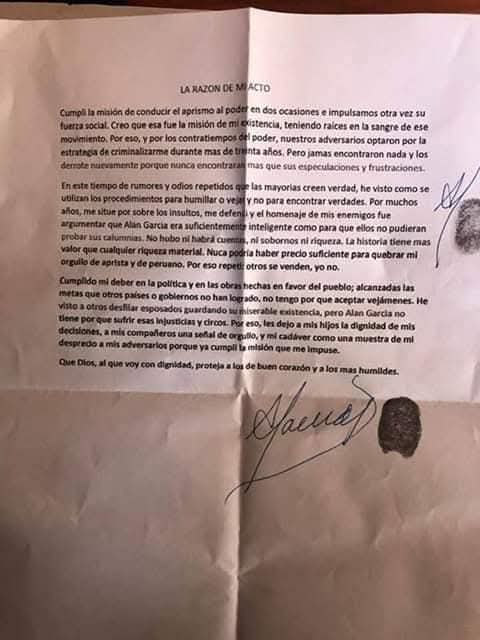 LA RAZON DE MI ACTO
Cumplí la misión de conducir el aprismo al poder en dos ocasiones e impulsamos otra vez su
fuerza social. Creo que esa fue la misión de mi existencia, teniendo raíces en la sangre de ese
movimiento. Por eso, y por los contratiempos del poder, nuestros adversarios optaron por la
estrategia de criminalizarme durante mas de treinta años. Pero jamas encontraron nada y los
derrote nuevamente porque nunca encontraran mas que sus especulaciones y frustraciones.
En este tiempo de rumores y odios repetidos que las mayorias creen verdad, he visto como se
utilizan los procedimientos para humillar o vejar y no para encontrar verdades. Por muchos
años, me situe por sobre los insultos, me defendi y el homenaje de mis enemigos fue
argumentar que Alan Garcia era suficientemente inteligente como para que ellos no pudieran
probar sus calumnias. No hubo ni habrá cuentas, ni sobornos ni riqueza. La historia tiene mas
valor que cualquier riqueza material. Nuca podría haber precio suficiente para quebrar mi
orgullo de aprista y de peruano. Por eso repetí: otros se venden, yo no.
Cumplido mi deber en la política y en las obras hechas en favor del pueblo; alcanzadas las
metas que otros países o gobiernos no han logrado, no tengo por que aceptar vejámenes. He
visto a otros desfilar esposados guardando su miserable existencia, pero Alan García no
tiene por que sufrir esas injusticias y circos. Por eso, les dejo a mis hijos la dignidad de mis
decisiones, a mis compañeros una señal de orgullo, y mi cadáver como una muestra de mi
desprecio a mis adversarios porque ya cumplí la misión que me impuse.
Que Dios, al que voy con dignidad, proteja a los de buen corazón y a los mas humildes.